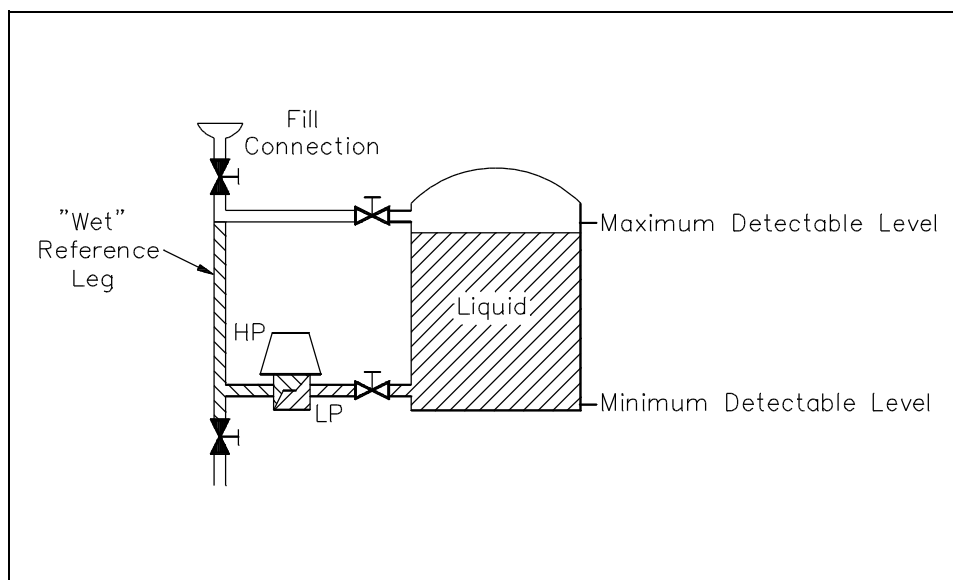 Fill
Connection
"Wet"
Reference
Leg
Maximum Detectable Level
Liquid
HP
LP
Minimum Detectable Level